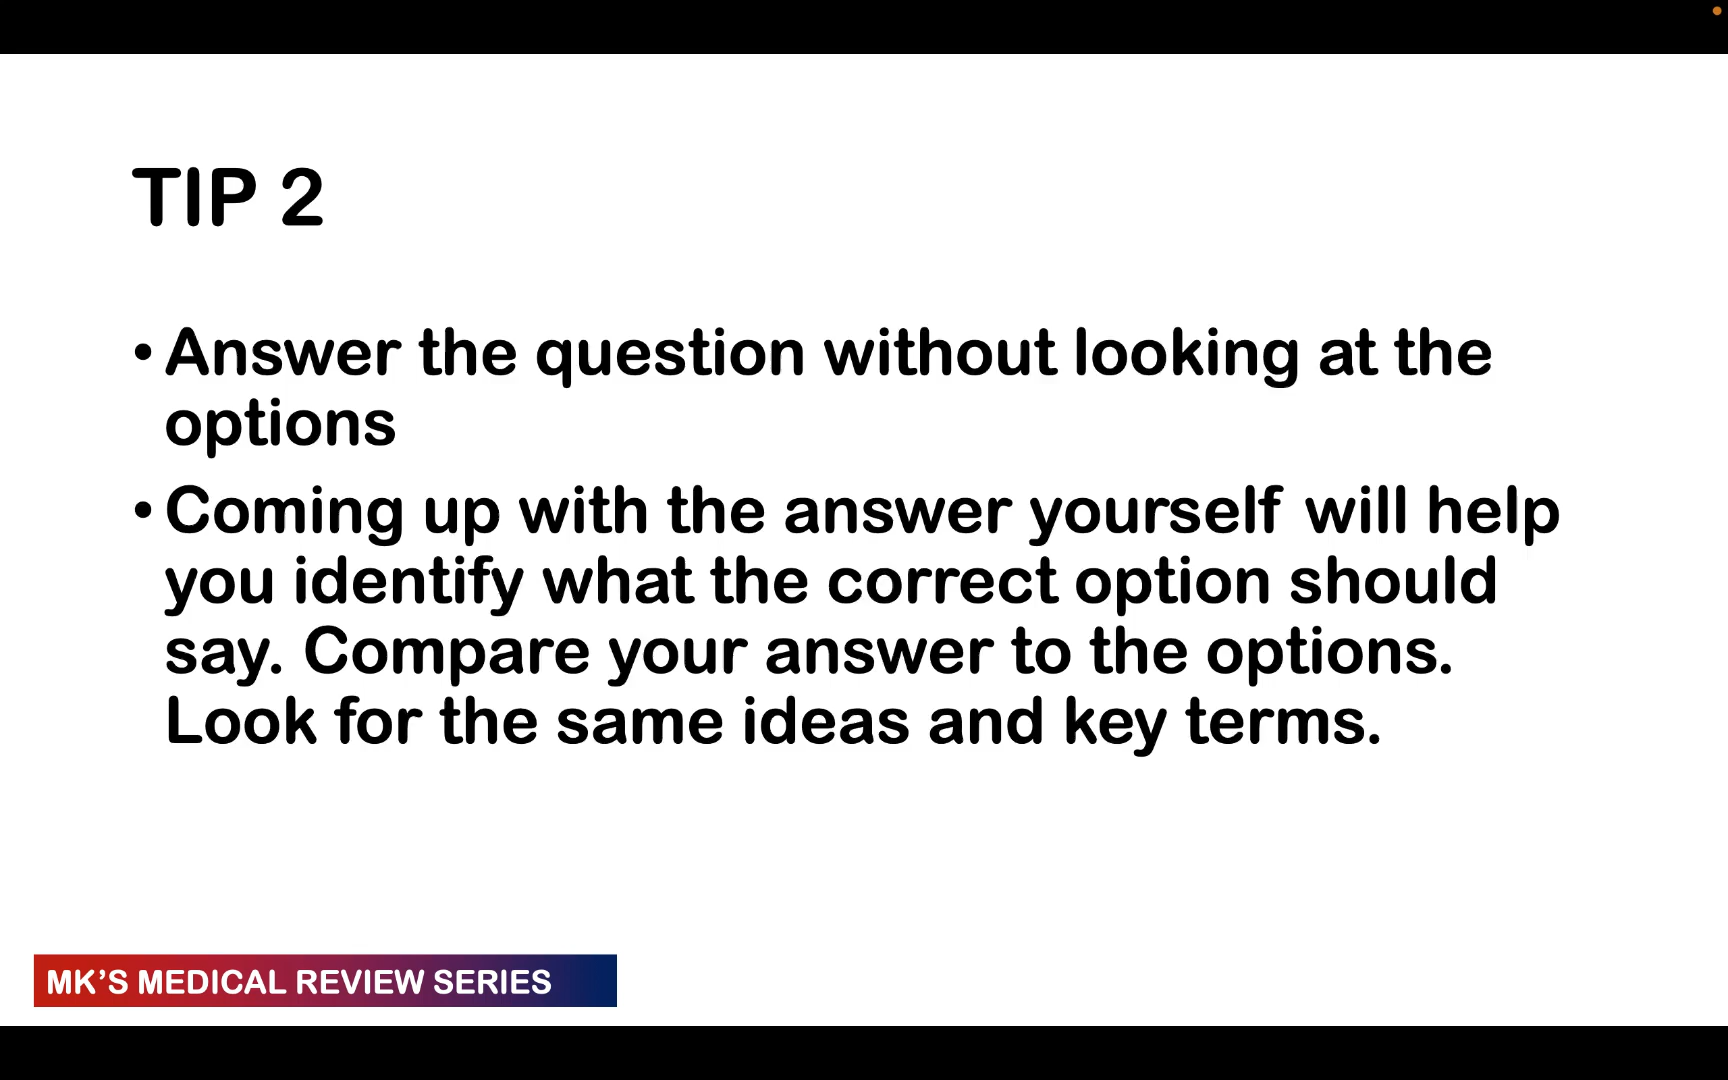 TIP 2
• Answer the question without looking at the
options
• Coming up with the answer yourself will help
you identify what the correct option should
say. Compare your answer to the options.
Look for the same ideas and key terms.
MK’S MEDICAL REVIEW SERIES